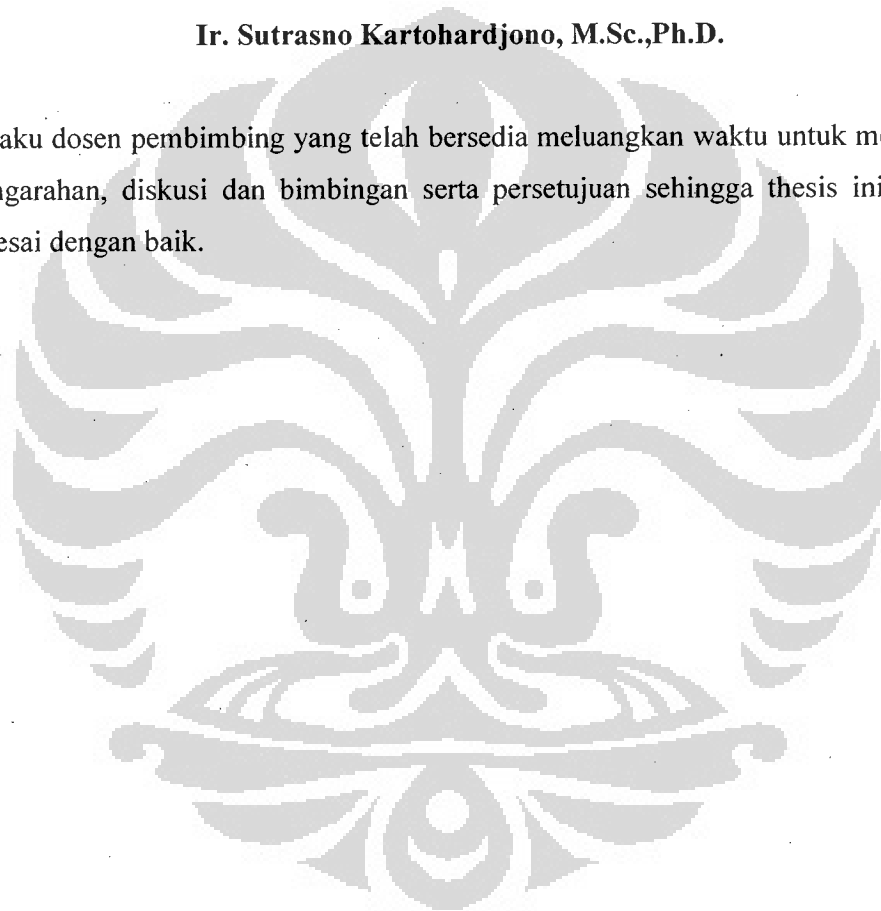 Ir. Sutrasno Kartohardjono, M.Sc.,Ph.D.
aku dosen pembimbing yang telah bersedia meluangkan waktu untuk m
ngarahan, diskusi dan bimbingan serta persetujuan sehingga thesis ini
esai dengan baik.